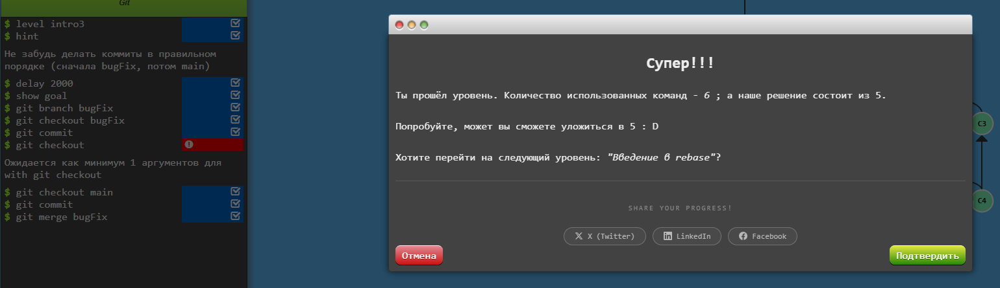 Git
$ level intro3
$ hint
Не забудь делать коммиты в правильном
порядке (сначала bugFix, потом main)
$ delay 2000
$ show goal
$ git branch bugFix
$ git checkout bugFix
$ git commit
$ git checkout
Ожидается как минимум 1 аргументов для
with git checkout
$ git checkout main
$ git commit
$ git merge bugFix
Супер!!!
Ты прошёл уровень. Количество использованных команд - 6 ; а наше решение состоит из 5.
Попробуйте, может вы сможете уложиться в 5 : D
Хотите перейти на следующий уровень: "Введение в rebase"?
SHARE YOUR PROGRESS!
X (Twitter)
LinkedIn
Facebook
Отмена
Подтвердить
C3
C4